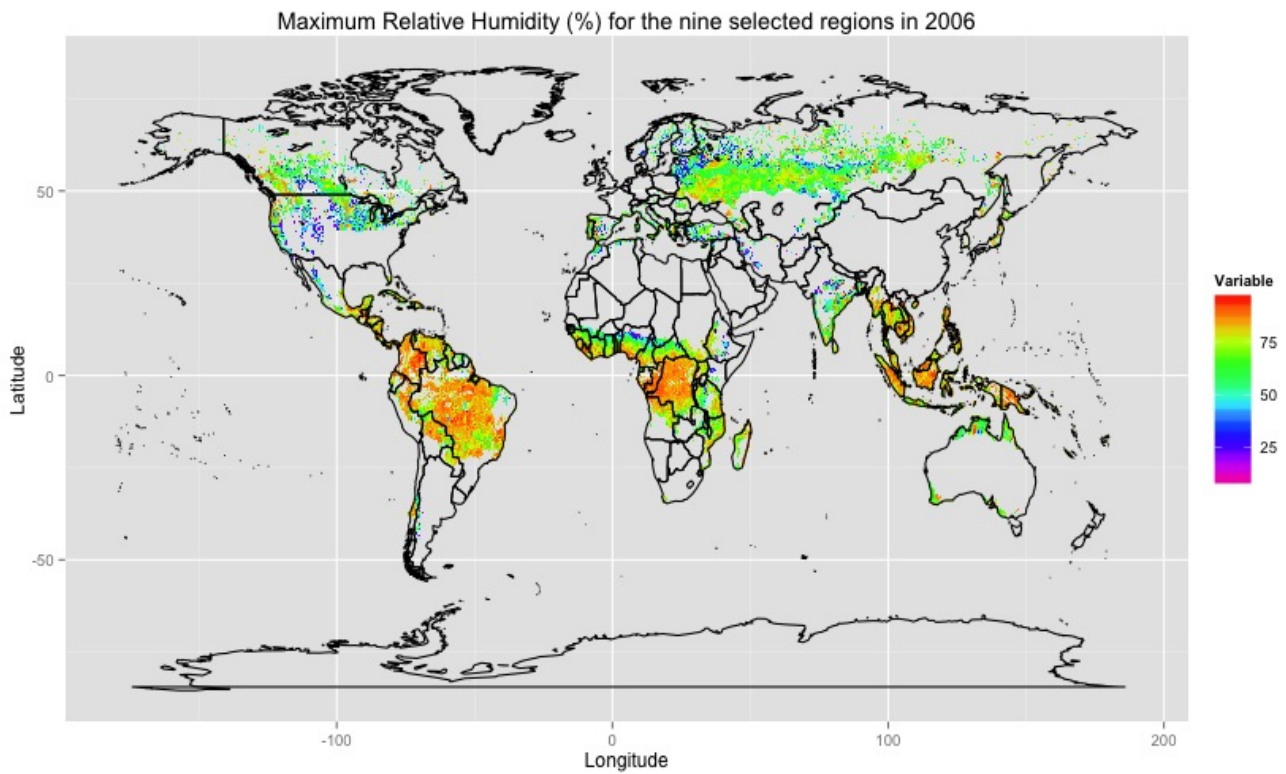 Maximum Relative Humidity (%) for the nine selected regions in 2006
Latitude
50
0
-50
-100
0
100
200
Longitude
Variable
75
50
25